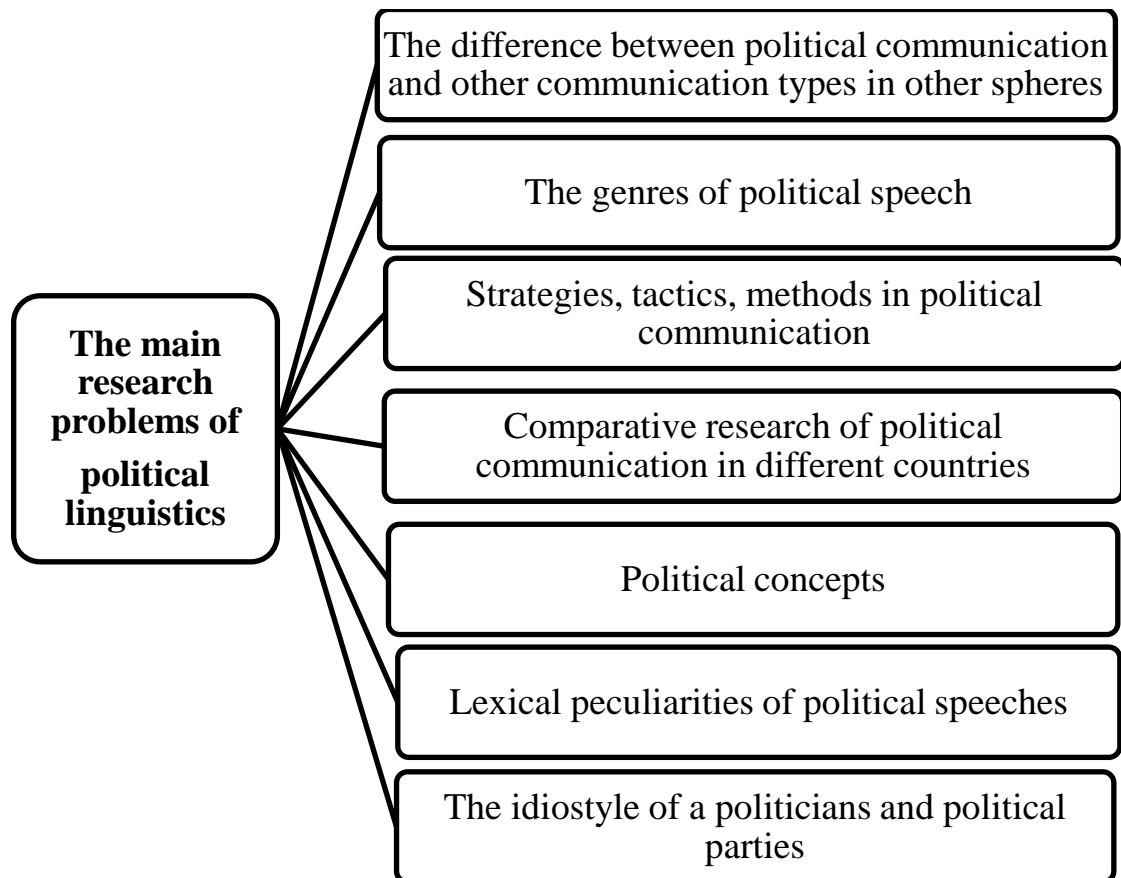 The main
research
problems of
political
linguistics
The difference between political communication
and other communication types in other spheres
The genres of political speech
Strategies, tactics, methods in political
communication
Comparative research of political
communication in different countries
Political concepts
Lexical peculiarities of political speeches
The idiostyle of a politicians and political
parties